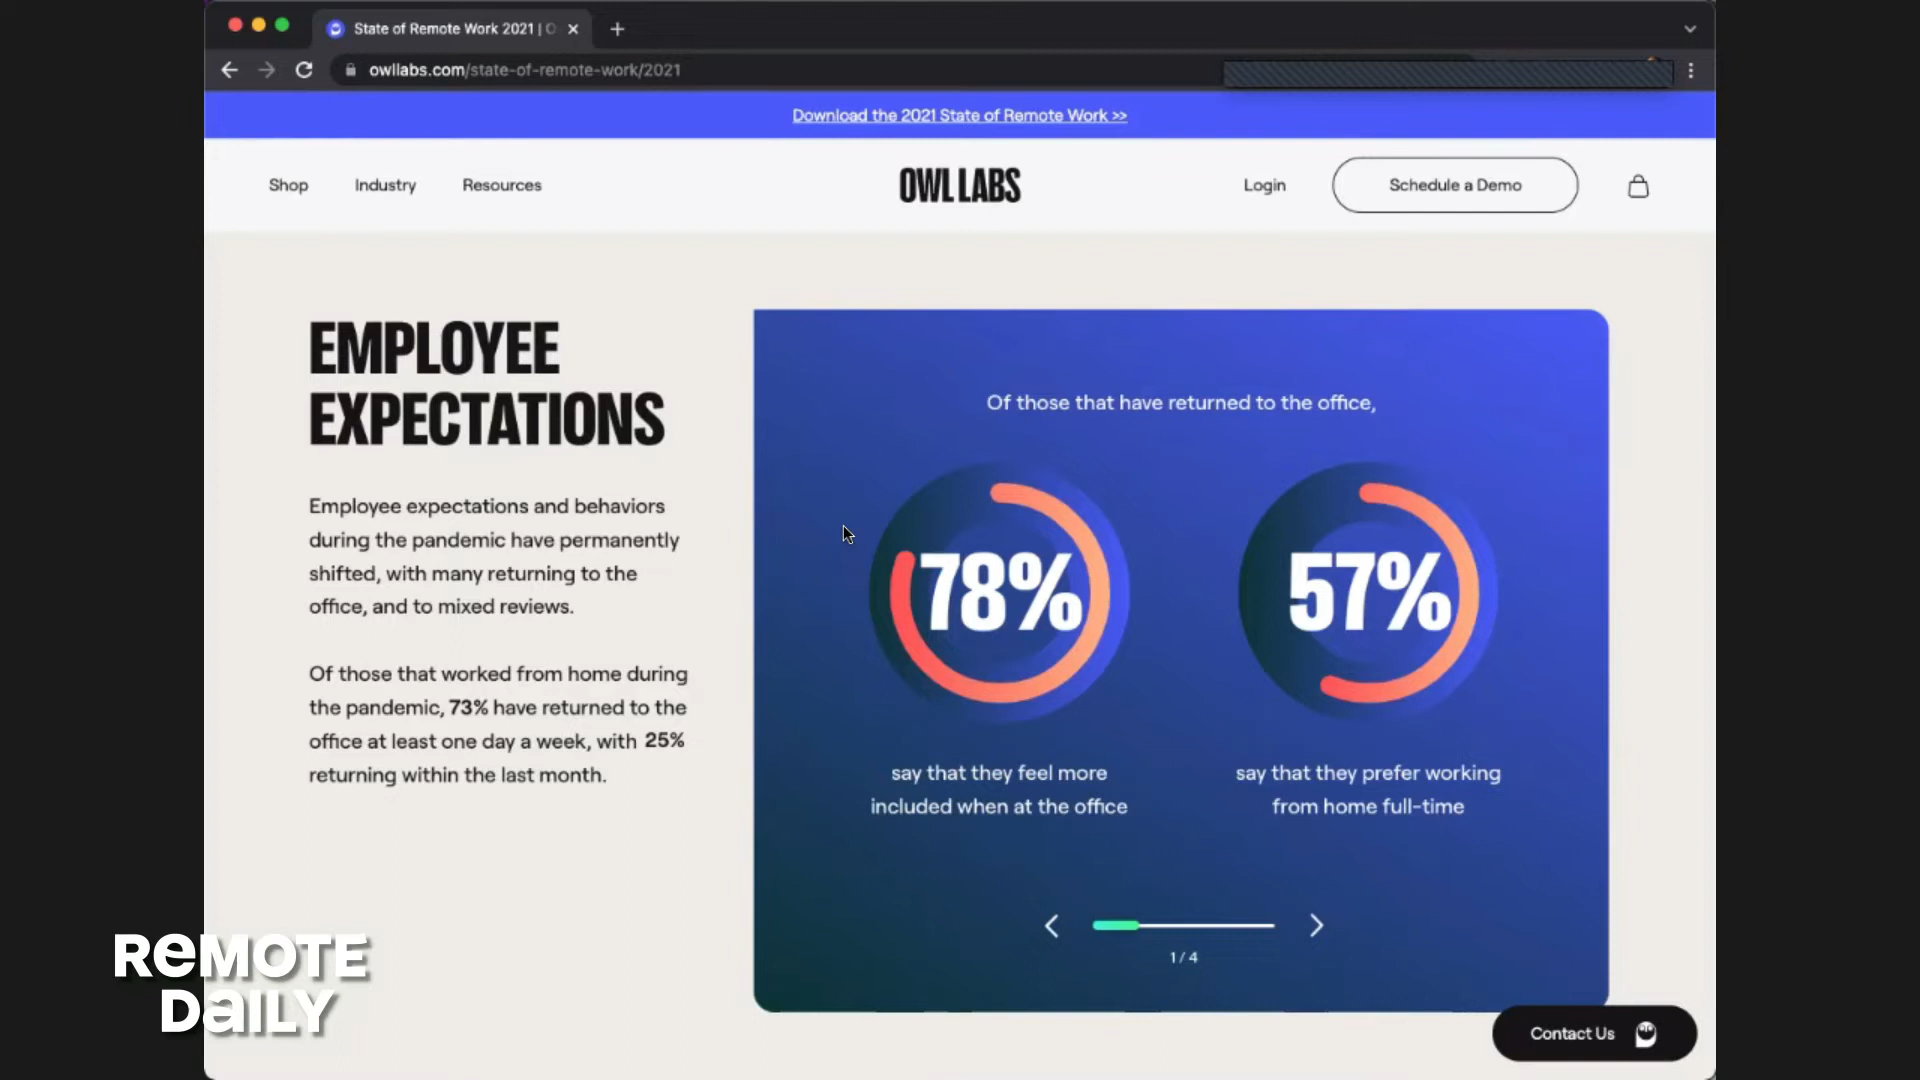 State of Remote Work 2021 | O
owllabs.com/state-of-remote-work/2021
Download the 2021 State of Remote Work >>
Shop
Industry
Resources
OWL LABS
Login
Schedule a Demo
EMPLOYEE
EXPECTATIONS
Employee expectations and behaviors
during the pandemic have permanently
shifted, with many returning to the
office, and to mixed reviews.
Of those that worked from home during
the pandemic, 73% have returned to the
office at least one day a week, with 25%
returning within the last month.
Of those that have returned to the office,
78%
say that they feel more
included when at the office
57%
say that they prefer working
from home full-time
1 / 4
Contact Us
REMOTE
DAILY